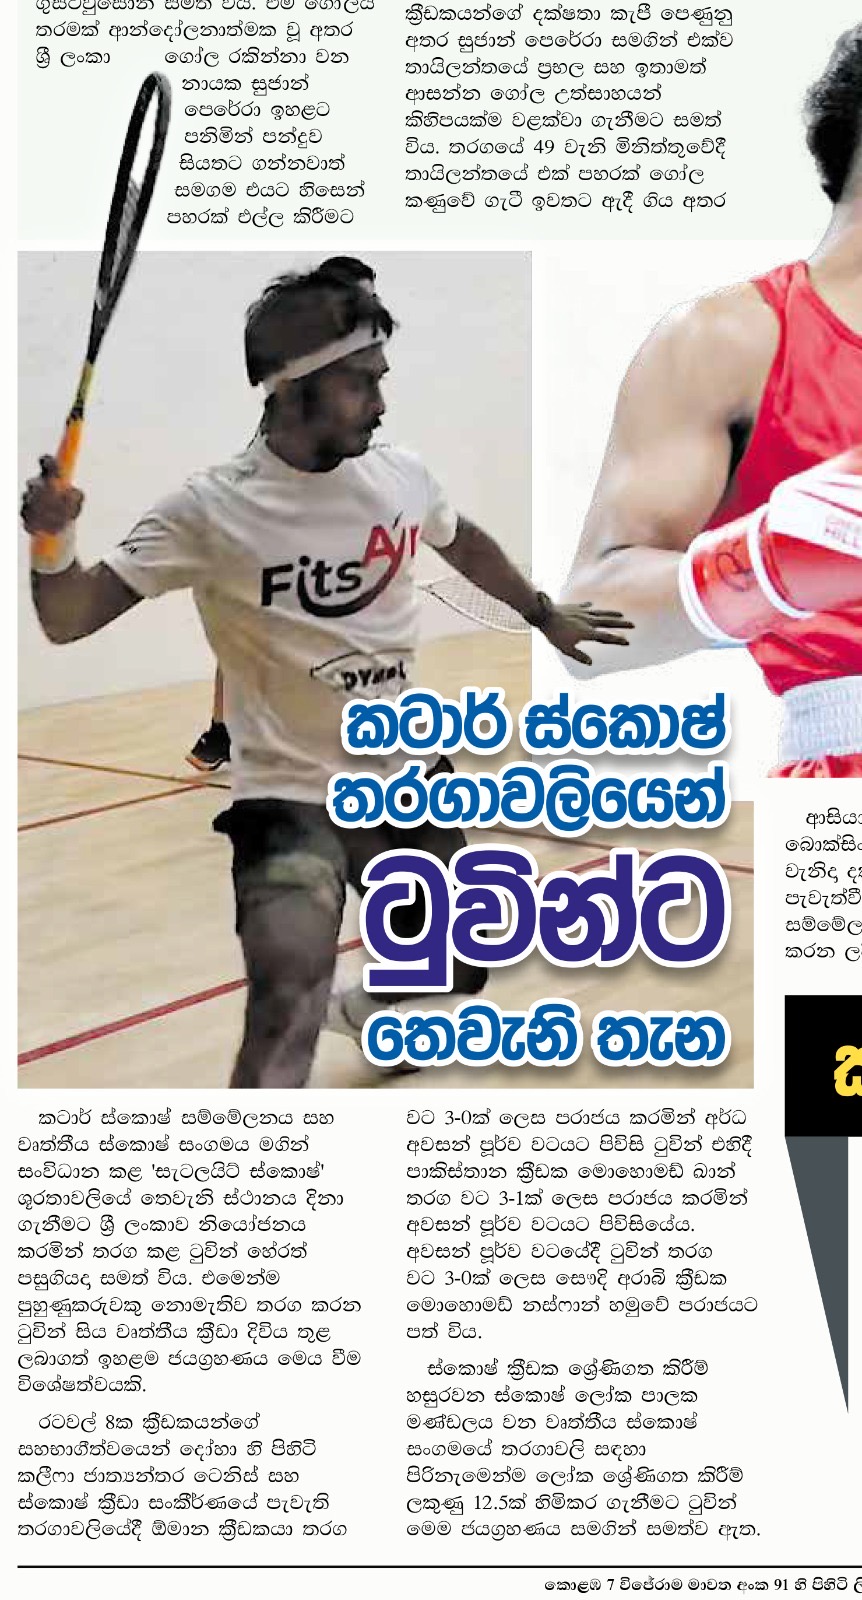 තරමක් ආන්දෝලනාත්මක වූ අතර
ශ්‍රී ලංකා ගෝල රකින්නා වන
නායක සුජාන්
පෙරේරා ඉහළට
පනිමින් පන්දුව
සියතට ගන්නවාත්
සමගම එයට හිසෙන්
පහරක් එල්ල කිරීමට
ක්‍රීඩකයන්ගේ දක්ෂතා කැපී පෙණුනු
අතර සුජාන් පෙරේරා සමගින් එක්ව
තායිලන්තයේ ප්‍රභල සහ ඉතාමත්
ආසන්න ගෝල උත්සාහයන්
කිහිපයක්ම වළක්වා ගැනීමට සමත්
විය. තරගයේ 49 වැනි මිනිත්තුවේදී
තායිලන්තයේ එක් පහරක් ගෝල
කණුවේ ගැටී ඉවතට ඇදී ගිය අතර
FitsAir
කටාර් ස්කොෂ්
තරගාවලියෙන්
ටුවින්ට
තෙවැනි තැන
කටාර් ස්කොෂ් සම්මේලනය සහ
වෘත්තීය ස්කොෂ් සංගමය මගින්
සංවිධාන කළ 'සැටලයිට් ස්කොෂ්'
ශූරතාවලියේ තෙවැනි ස්ථානය දිනා
ගැනීමට ශ්‍රී ලංකාව නියෝජනය
කරමින් තරග කළ ටුවින් හේරත්
පසුගියදා සමත් විය. එමෙන්ම
පුහුණුකරුවකු නොමැතිව තරග කරන
ටුවින් සිය වෘත්තීය ක්‍රීඩා දිවිය තුළ
ලබාගත් ඉහළම ජයග්‍රහණය මෙය වීම
විශේෂත්වයකි.
රටවල් 8ක ක්‍රීඩකයන්ගේ
සහභාගීත්වයෙන් දෝහා හි පිහිටි
කලීෆා ජාත්‍යන්තර ටෙනිස් සහ
ස්කොෂ් ක්‍රීඩා සංකීර්ණයේ පැවැති
තරගාවලියේදී ඕමාන ක්‍රීඩකයා තරග
වට 3-0ක් ලෙස පරාජය කරමින් අර්ධ
අවසන් පූර්ව වටයට පිවිසි ටුවින් එහිදී
පාකිස්තාන ක්‍රීඩක මොහොමඩ් ඛාන්
තරග වට 3-1ක් ලෙස පරාජය කරමින්
අවසන් පූර්ව වටයට පිවිසියේය.
අවසන් පූර්ව වටයේදී ටුවින් තරග
වට 3-0ක් ලෙස සෞදි අරාබි ක්‍රීඩක
මොහොමඩ් නස්ෆාන් හමුවේ පරාජයට
පත් විය.
ස්කොෂ් ක්‍රීඩක ශ්‍රේණිගත කිරීම්
හසුරවන ස්කොෂ් ලෝක පාලක
මණ්ඩලය වන වෘත්තීය ස්කොෂ්
සංගමයේ තරගාවලි සඳහා
පිරිනැමෙන්ම ලෝක ශ්‍රේණිගත කිරීම්
ලකුණු 12.5ක් හිමිකර ගැනීමට ටුවින්
මෙම ජයග්‍රහණය සමගින් සමත්ව ඇත.
වැනිදා
පැවැත්වී
කරන
කොළඹ 7 විජේරාම මාවත අංක 91 හි පිහිටි